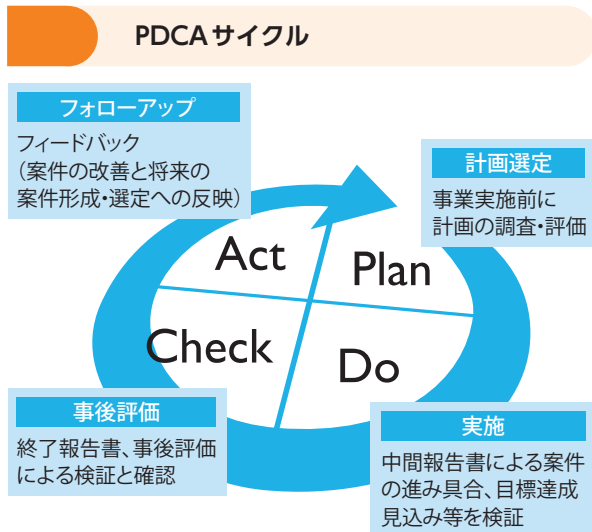 PDCAサイクル
フォローアップ
フィードバック
（案件の改善と将来の
案件形成・選定への反映）
計画選定
事業実施前に
計画の調査・評価
Act
Plan
Check
Do
事後評価
終了報告書、事後評価
による検証と確認
実施
中間報告書による案件
の進み具合、目標達成
見込み等を検証